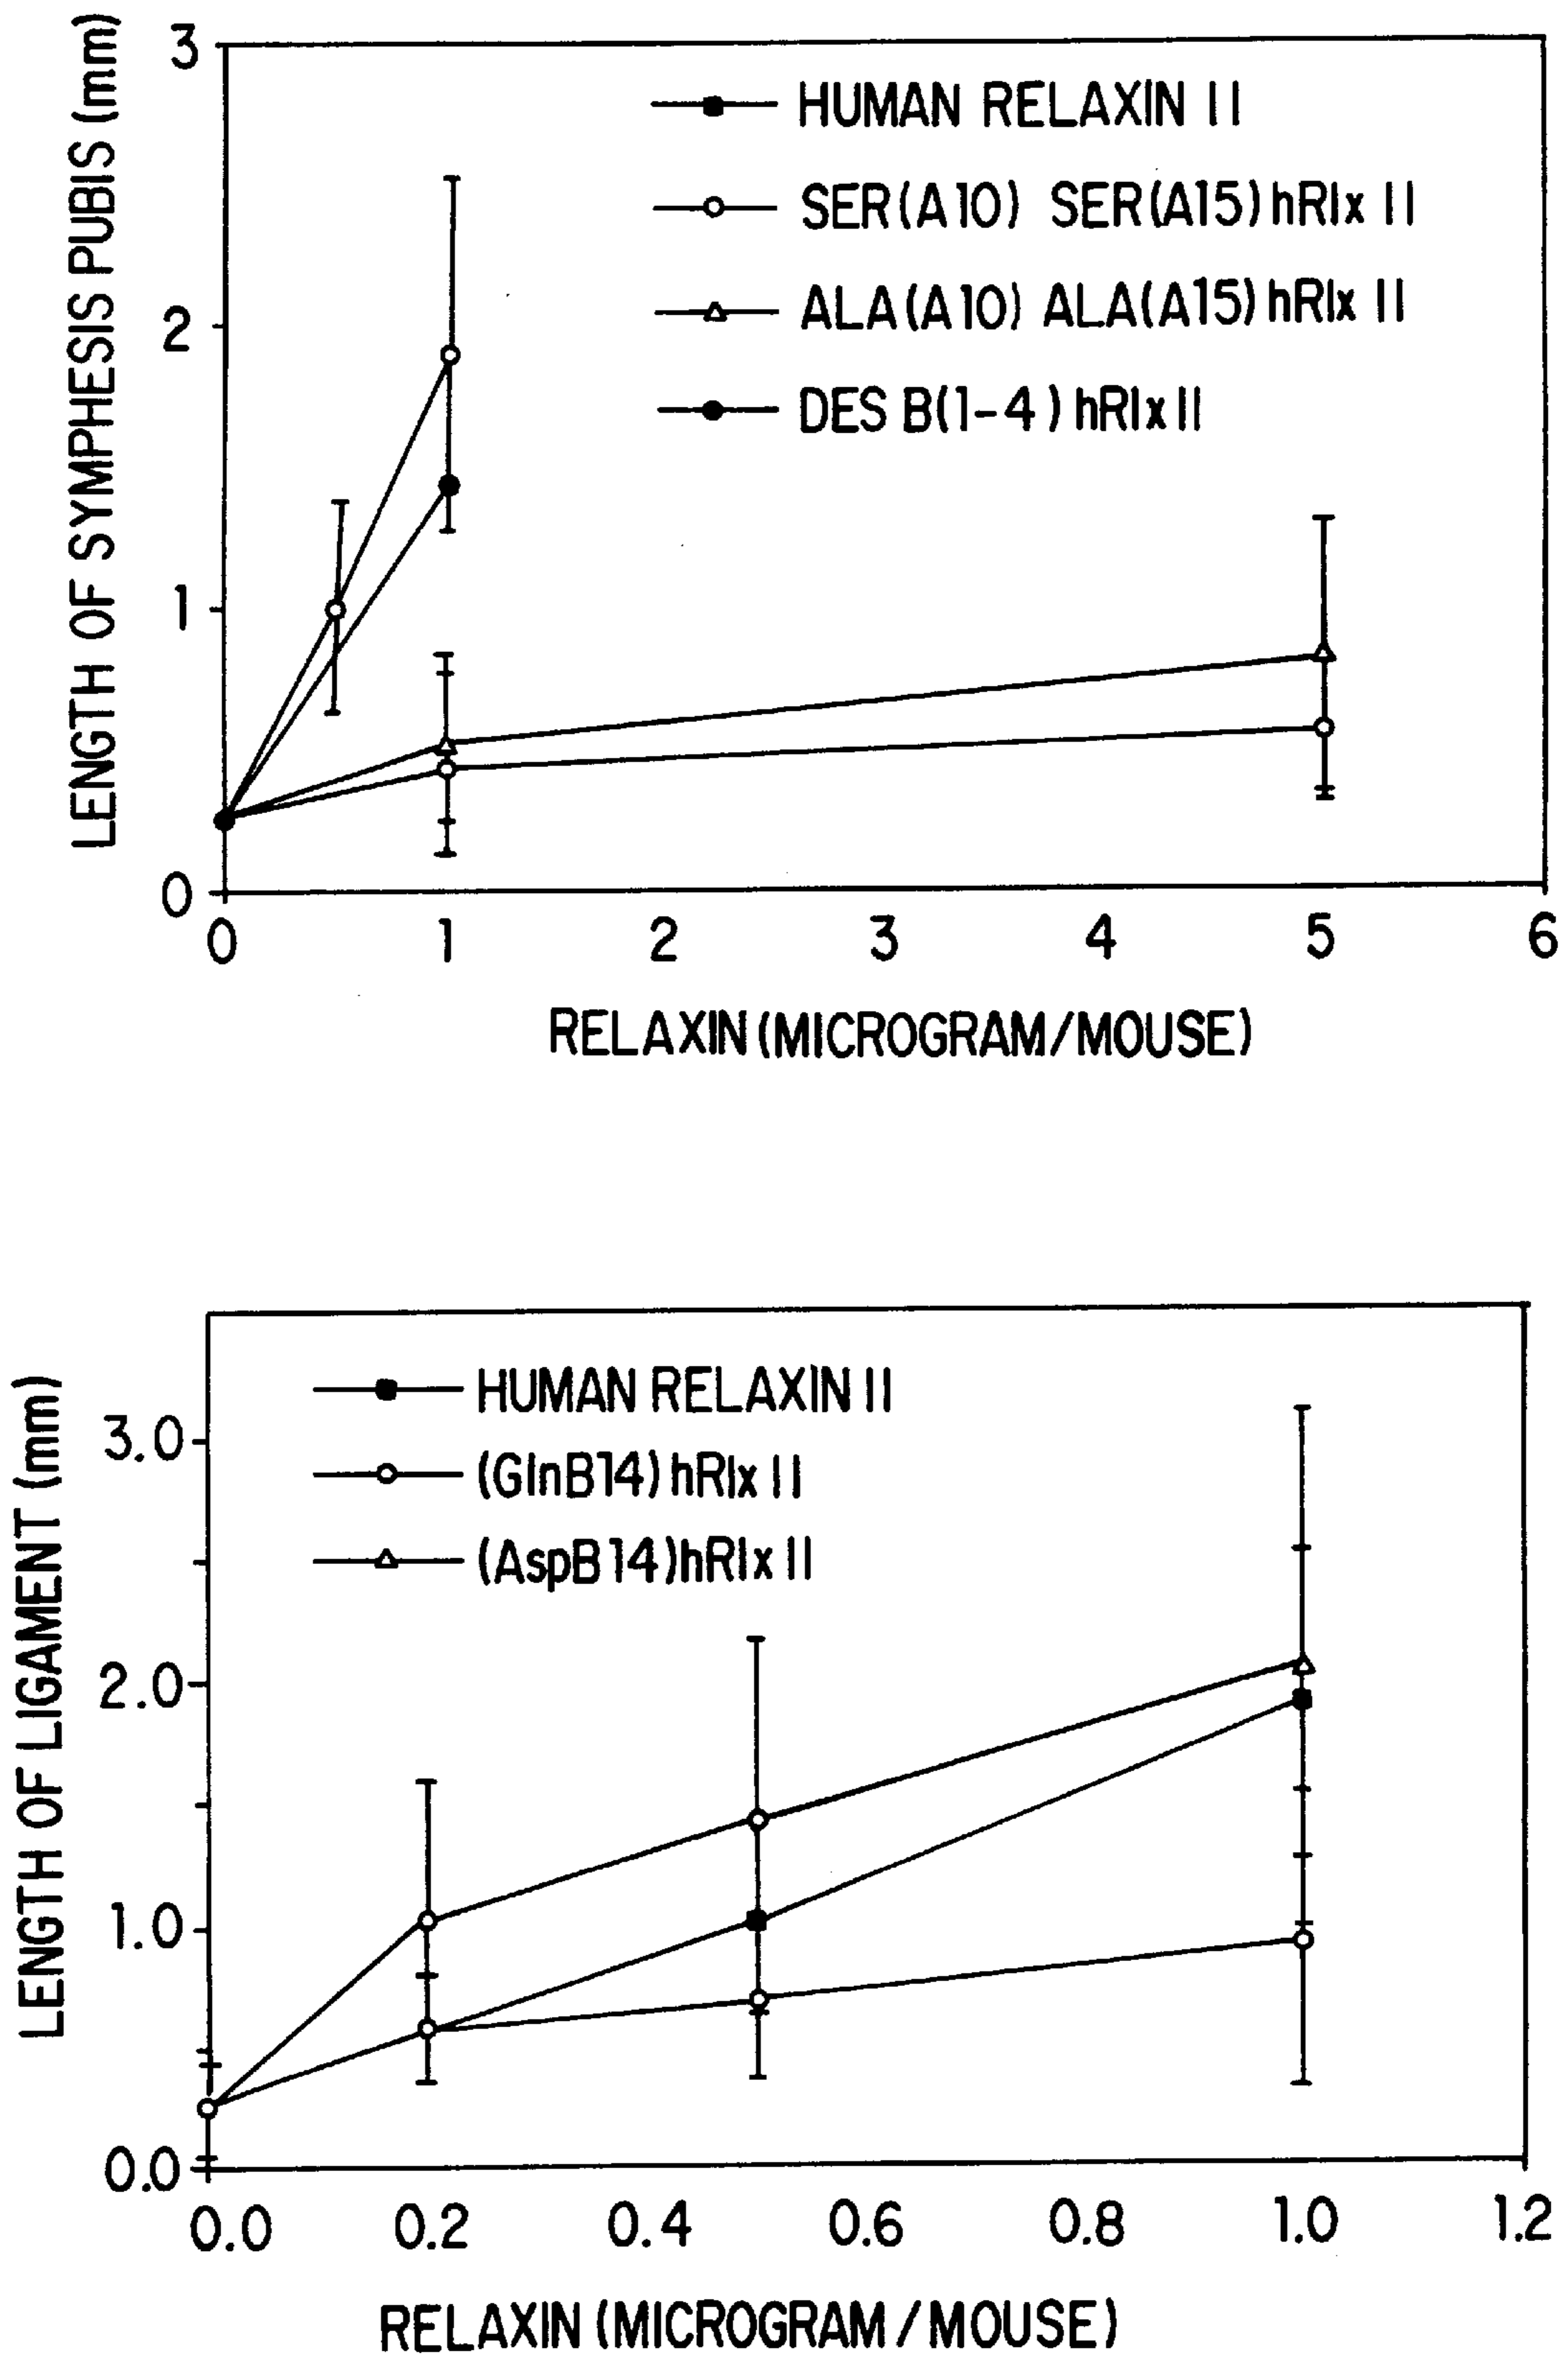 LENGTH OF SYMPHESIS PUBIS (mm)
3
2
1
0
HUMAN RELAXIN II
SER(A10) SER(A15)hRlx II
ALA(A10) ALA(A15)hRlx II
DES B(1-4) hRlx II
0 1 2 3 4 5 6
RELAXIN (MICROGRAM/MOUSE)
LENGTH OF LIGAMENT (mm)
3.0
2.0
1.0
0.0
HUMAN RELAXIN II
(GlnB14) hRlx II
(AspB14)hRlx II
0.0 0.2 0.4 0.6 0.8 1.0 1.2
RELAXIN (MICROGRAM/MOUSE)